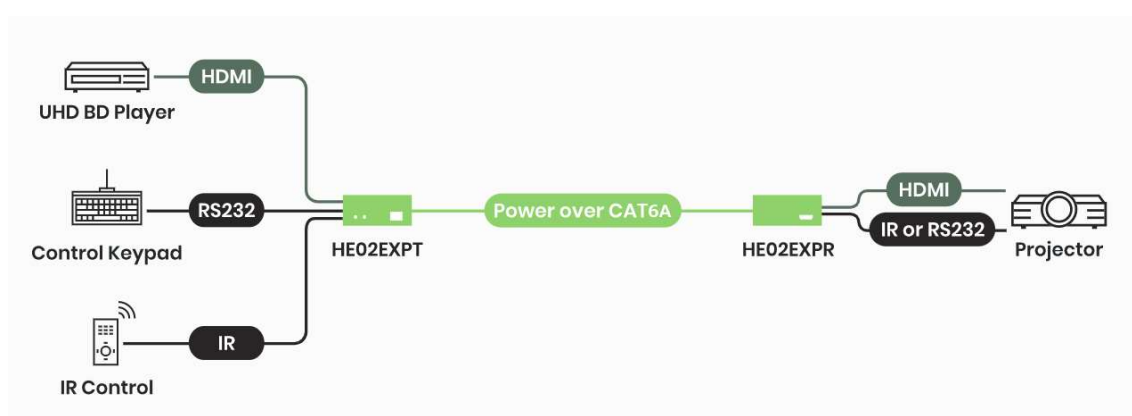 HDMI
UHD BD Player
RS232
Control Keypad
IR
IR Control
HE02EXPT
Power over CAT6A
HE02EXPR
HDMI
IR or RS232
Projector